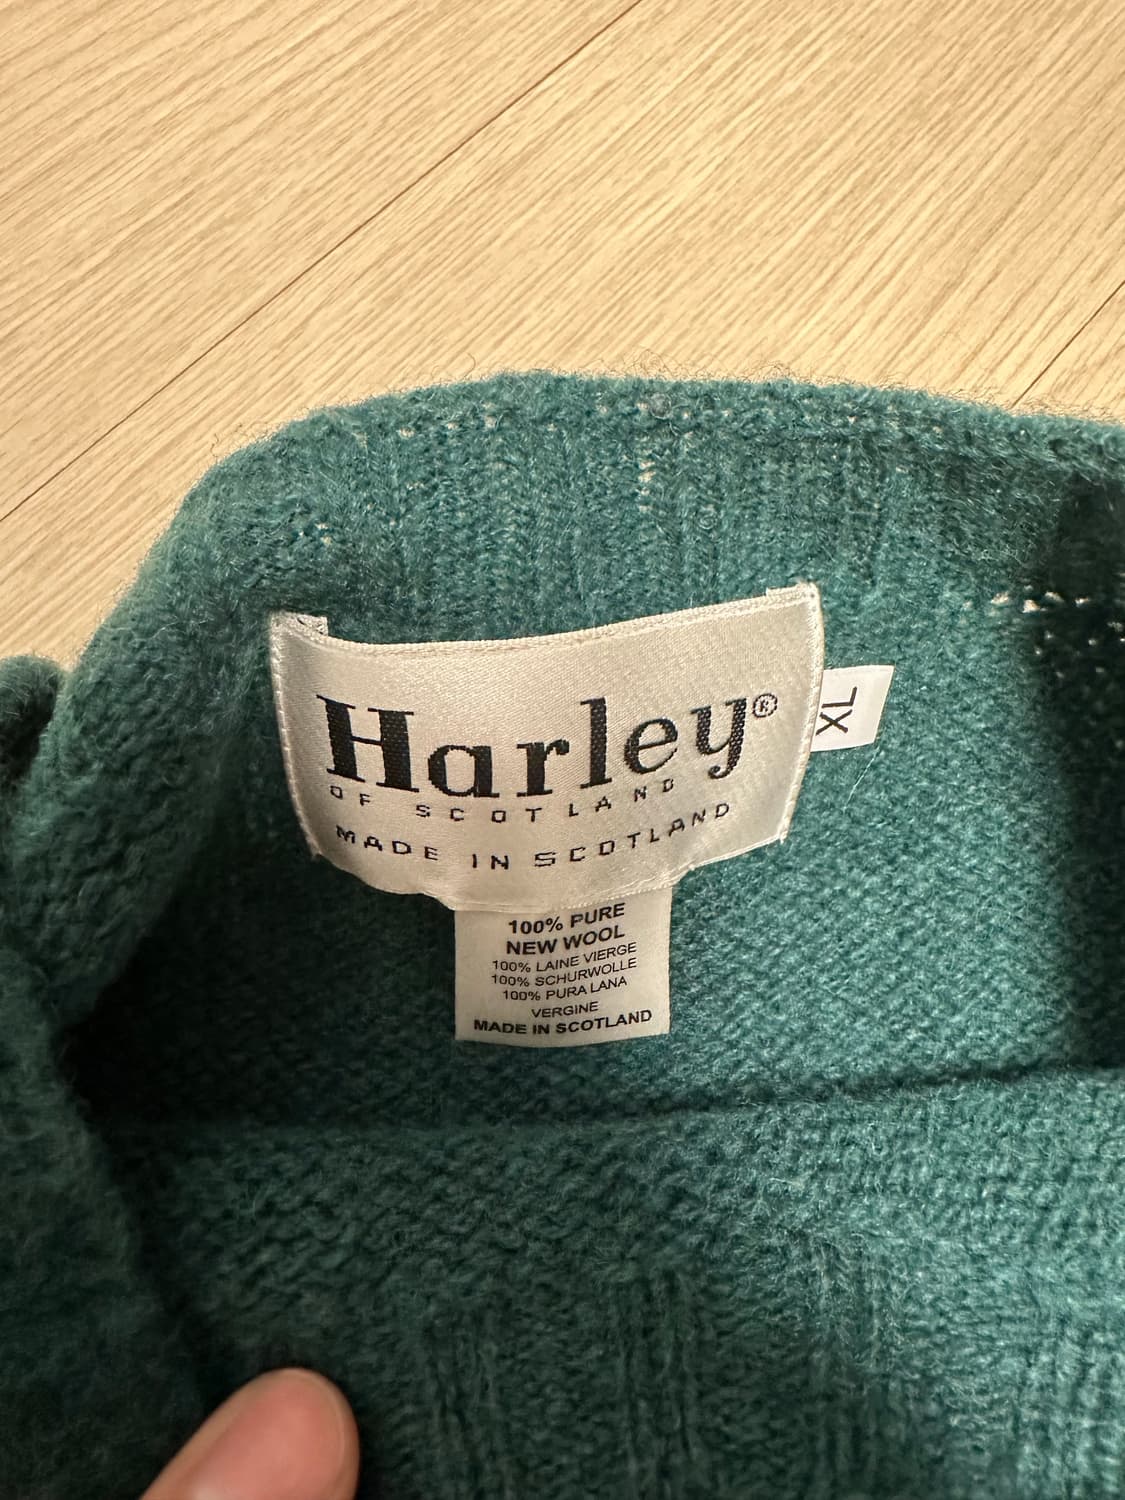 Harley®
OF SCOTLAND
MADE IN SCOTLAND
XL
100% PURE
NEW WOOL
100% LAINE VIERGE
100% SCHURWOLLE
100% PURA LANA
VERGINE
MADE IN SCOTLAND